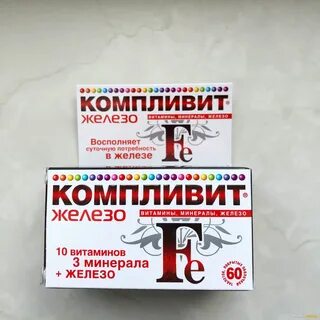 КОМПЛИВИТ®
железо
ВИТАМИНЫ, МИНЕРАЛЫ, ЖЕЛЕЗО
Восполняет
суточную потребность
в железе
Fe
КОМПЛИВИТ®
железо
ВИТАМИНЫ, МИНЕРАЛЫ, ЖЕЛЕЗО
10 витаминов
3 минерала
+ ЖЕЛЕЗО
Fe
60